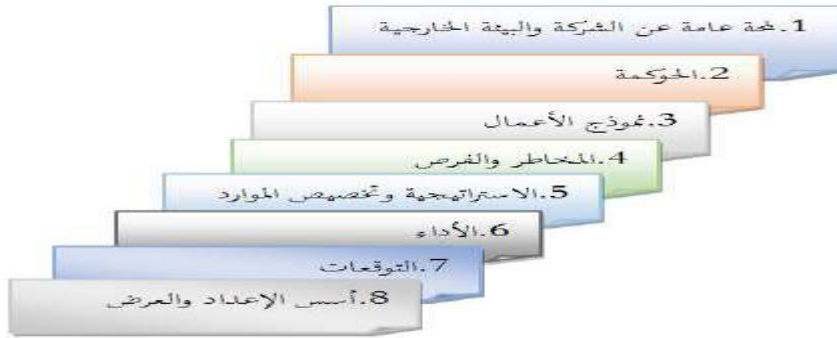 1.لمحة عامة عن الشركة والبيئة الخارجية
2.الحوكمة
3.نموذج الأعمال
4.المخاطر والفرص
5.الاستراتيجية وتخصيص الموارد
6.الأداء
7.التوقعات
8.أسس الإعداد والعرض